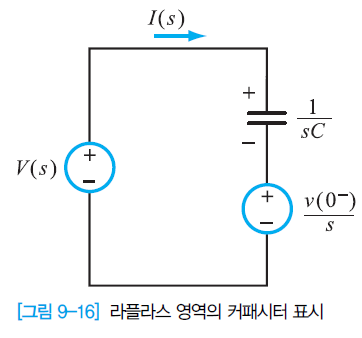 I(s)
+
1
sC
−
V(s)
+
−
+
−
v(0⁻)
s
[그림 9-16] 라플라스 영역의 커패시터 표시